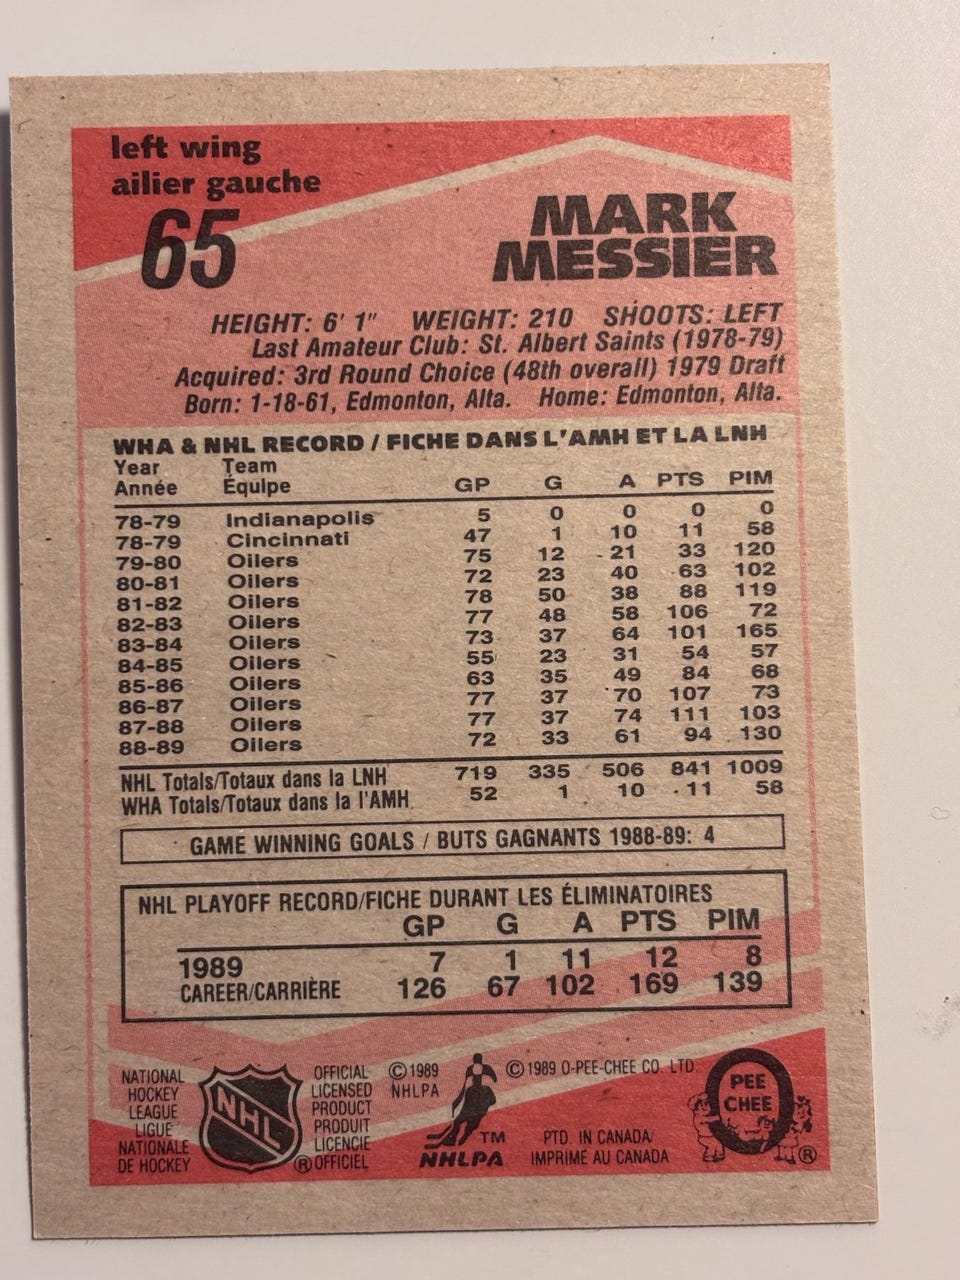 left wing
ailier gauche
65
MARK
MESSIER
HEIGHT: 6' 1" WEIGHT: 210 SHOOTS: LEFT
Last Amateur Club: St. Albert Saints (1978-79)
Acquired: 3rd Round Choice (48th overall) 1979 Draft
Born: 1-18-61, Edmonton, Alta. Home: Edmonton, Alta.
WHA & NHL RECORD / FICHE DANS L'AMH ET LA LNH
Year Team
Année Équipe GP G A PTS PIM
78-79 Indianapolis 5 0 0 0 0
78-79 Cincinnati 47 1 10 11 58
79-80 Oilers 75 12 21 33 120
80-81 Oilers 72 23 40 63 102
81-82 Oilers 78 50 38 88 119
82-83 Oilers 77 48 58 106 72
83-84 Oilers 73 37 64 101 165
84-85 Oilers 55 23 31 54 57
85-86 Oilers 63 35 49 84 68
86-87 Oilers 77 37 70 107 73
87-88 Oilers 77 37 74 111 103
88-89 Oilers 72 33 61 94 130
NHL Totals/Totaux dans la LNH 719 335 506 841 1009
WHA Totals/Totaux dans la l'AMH 52 1 10 11 58
GAME WINNING GOALS / BUTS GAGNANTS 1988-89: 4
NHL PLAYOFF RECORD/FICHE DURANT LES ÉLIMINATOIRES
GP G A PTS PIM
1989 7 1 11 12 8
CAREER/CARRIÈRE 126 67 102 169 139
NATIONAL
HOCKEY
LEAGUE
LIGUE
NATIONALE
DE HOCKEY
NHL
®
OFFICIAL
LICENSED
PRODUCT
PRODUIT
LICENCIE
OFFICIEL
©1989
NHLPA
TM
NHLPA
©1989 O-PEE-CHEE CO. LTD.
PTD. IN CANADA/
IMPRIMÉ AU CANADA
O
PEE
CHEE
®